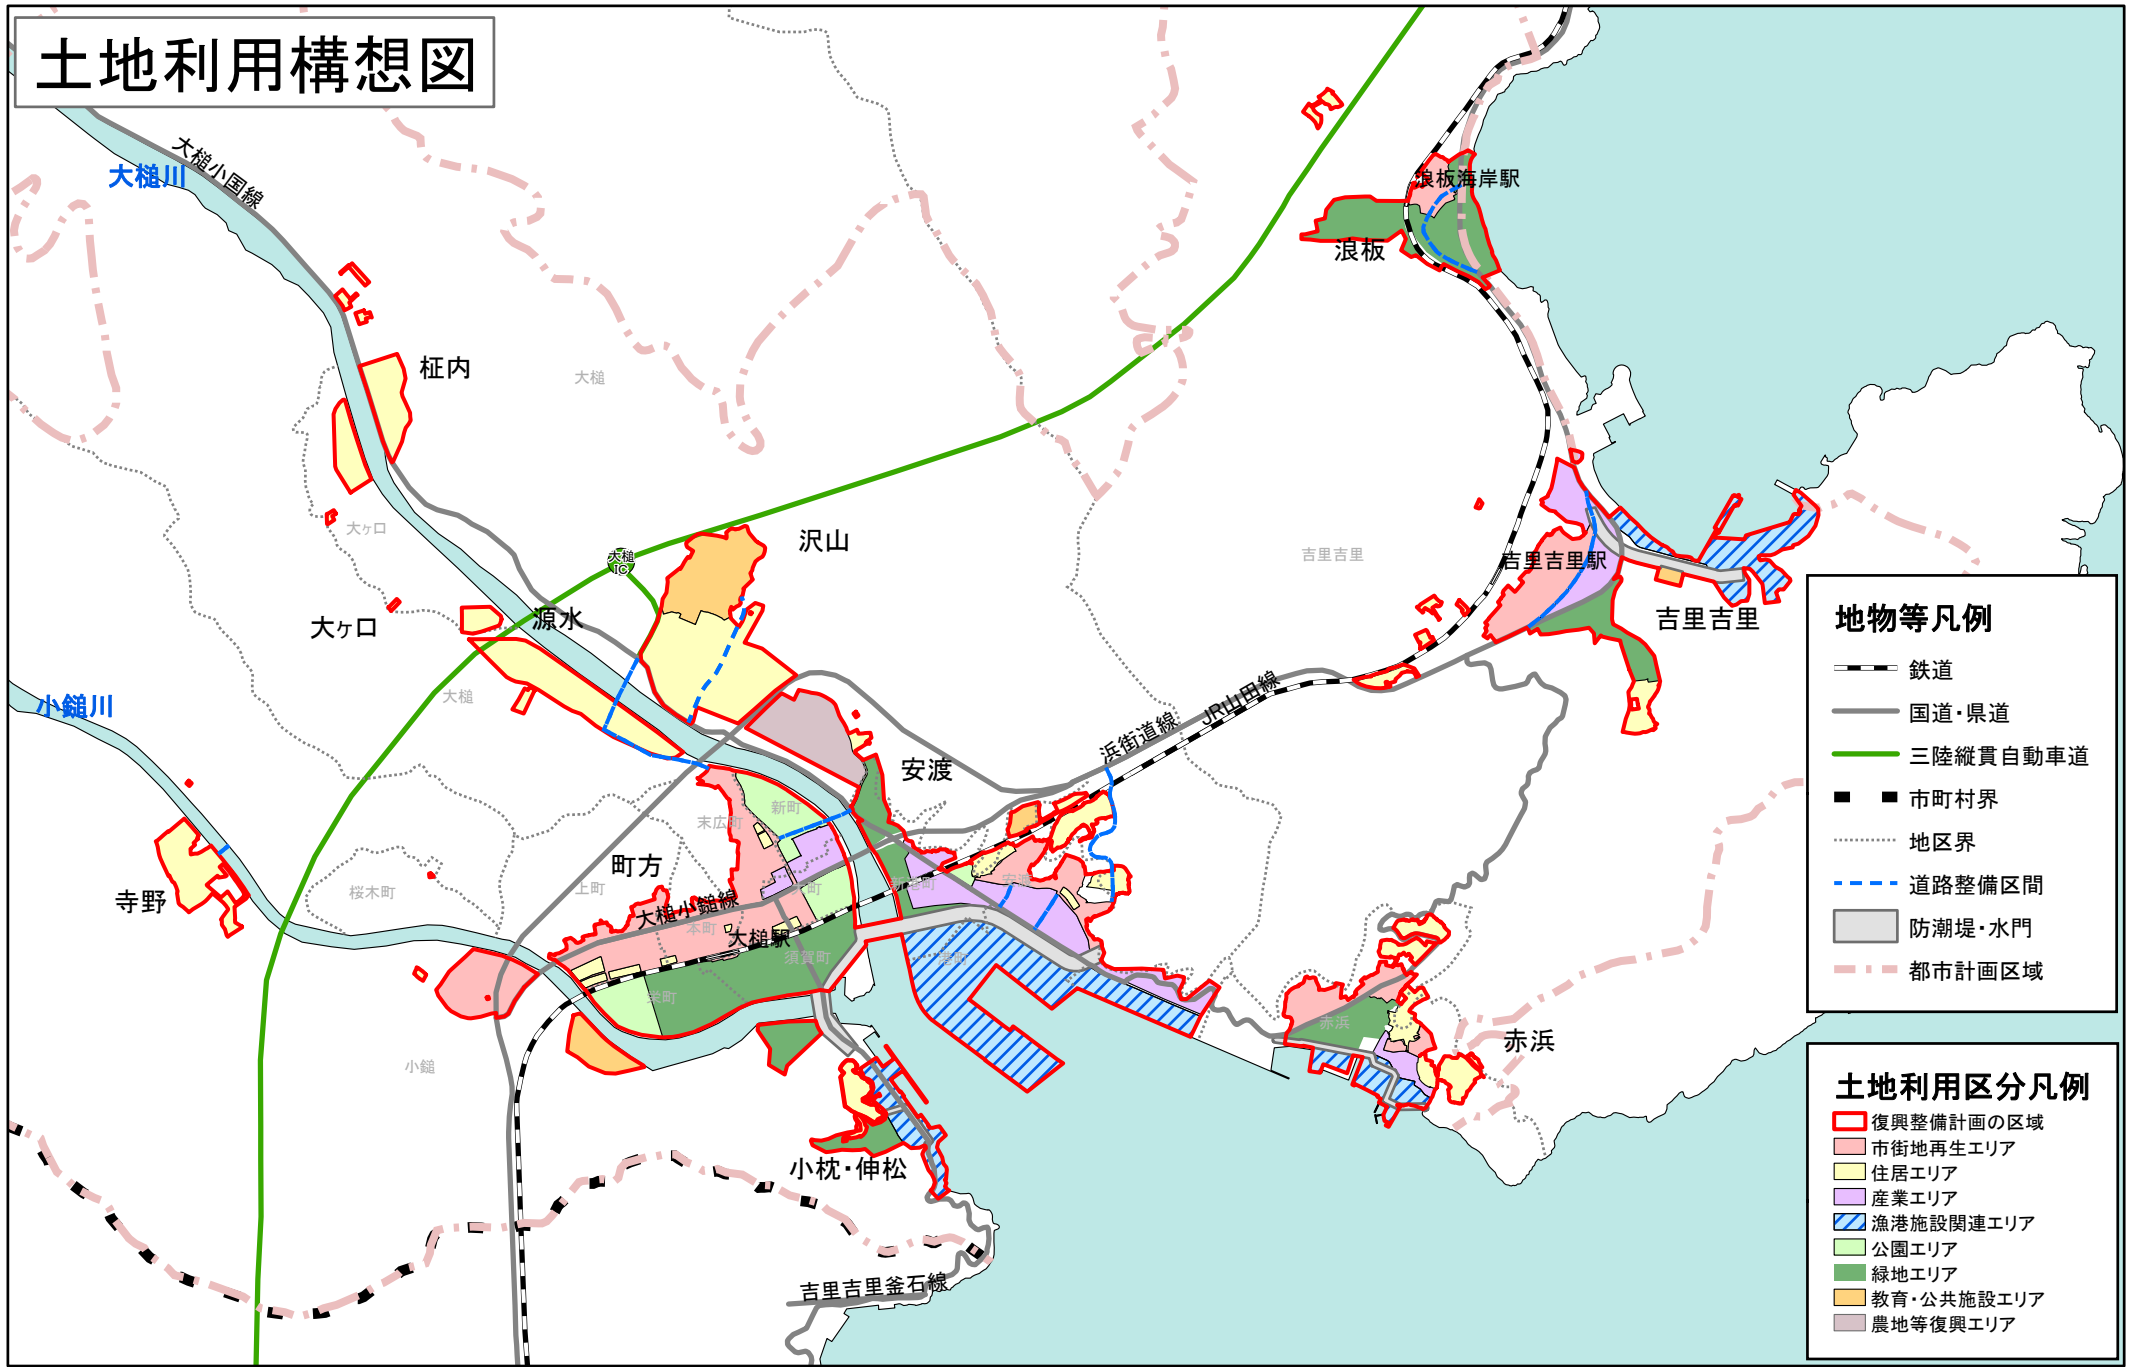 土地利用構想図
大槌川
大槌小国線
浪板海岸駅
浪板
柾内
大槌
大ヶ口
沢山
大槌
IC
源水
大ヶ口
大槌
小鎚川
吉里吉里
吉里吉里駅
吉里吉里
JR山田線
浜街道線
安渡
新町
末広町
町方
上町
大町
大槌小鎚線
本町
大槌駅
須賀町
栄町
新港町
安渡
港町
桜木町
寺野
小鎚
赤浜
赤浜
小枕・伸松
吉里吉里釜石線
地物等凡例
鉄道
国道・県道
三陸縦貫自動車道
市町村界
地区界
道路整備区間
防潮堤・水門
都市計画区域
土地利用区分凡例
復興整備計画の区域
市街地再生エリア
住居エリア
産業エリア
漁港施設関連エリア
公園エリア
緑地エリア
教育・公共施設エリア
農地等復興エリア